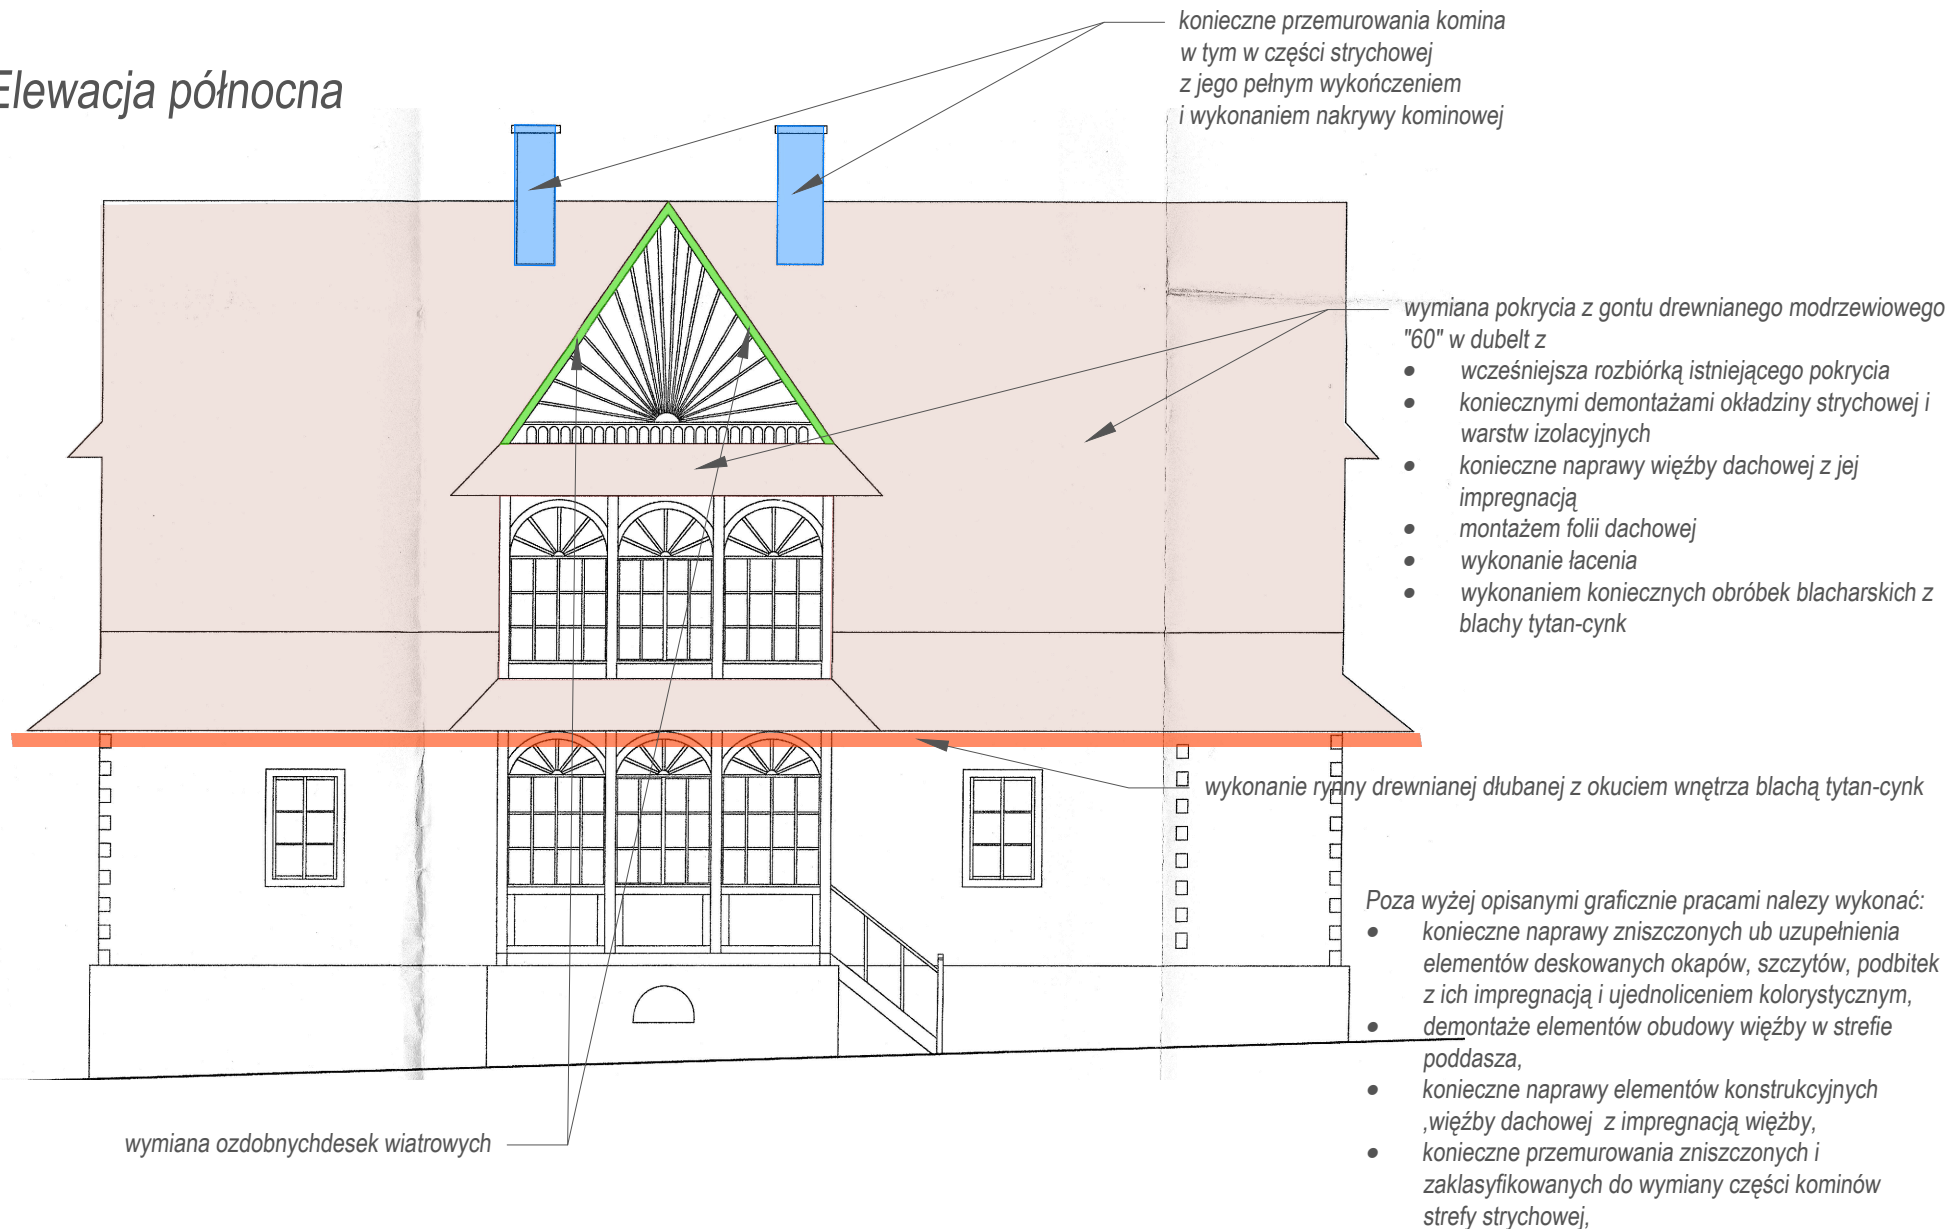 Elewacja północna
konieczne przemurowania komina
w tym w części strychowej
z jego pełnym wykończeniem
i wykonaniem nakrywy kominowej
wymiana pokrycia z gontu drewnianego modrzewiowego
"60" w dubelt z
● wcześniejsza rozbiórką istniejącego pokrycia
● koniecznymi demontażami okładziny strychowej i
warstw izolacyjnych
● konieczne naprawy więźby dachowej z jej
impregnacją
● montażem folii dachowej
● wykonanie łacenia
● wykonaniem koniecznych obróbek blacharskich z
blachy tytan-cynk
wykonanie rynny drewnianej dłubanej z okuciem wnętrza blachą tytan-cynk
Poza wyżej opisanymi graficznie pracami nalezy wykonać:
● konieczne naprawy zniszczonych ub uzupełnienia
elementów deskowanych okapów, szczytów, podbitek
z ich impregnacją i ujednoliceniem kolorystycznym,
● demontaże elementów obudowy więźby w strefie
poddasza,
● konieczne naprawy elementów konstrukcyjnych
,więźby dachowej z impregnacją więżby,
● konieczne przemurowania zniszczonych i
zaklasyfikowanych do wymiany części kominów
strefy strychowej,
wymiana ozdobnychdesek wiatrowych